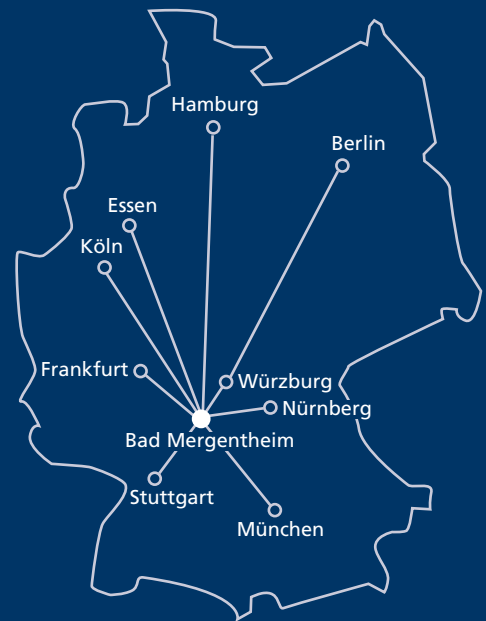 Hamburg
Berlin
Essen
Köln
Frankfurt
Würzburg
Nürnberg
Bad Mergentheim
Stuttgart
München